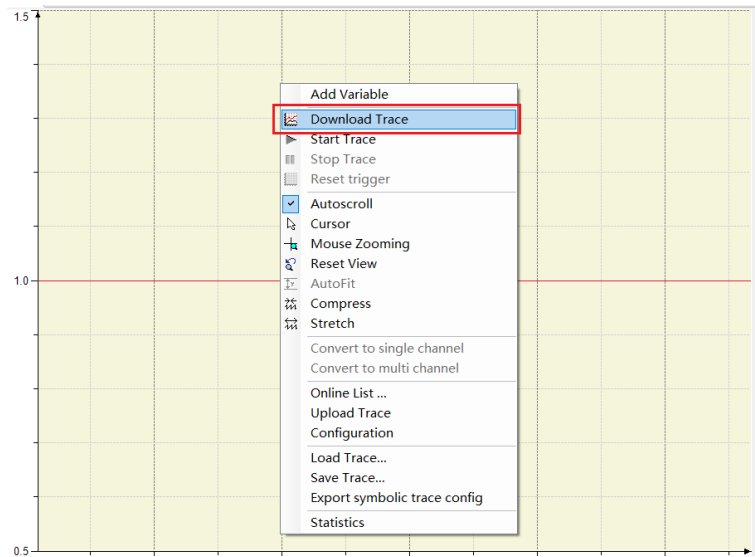 1.5
Add Variable
Download Trace
Start Trace
Stop Trace
Reset trigger
Autoscroll
Cursor
Mouse Zooming
Reset View
AutoFit
Compress
Stretch
Convert to single channel
Convert to multi channel
Online List ...
Upload Trace
Configuration
Load Trace...
Save Trace...
Export symbolic trace config
Statistics
1.0
0.5